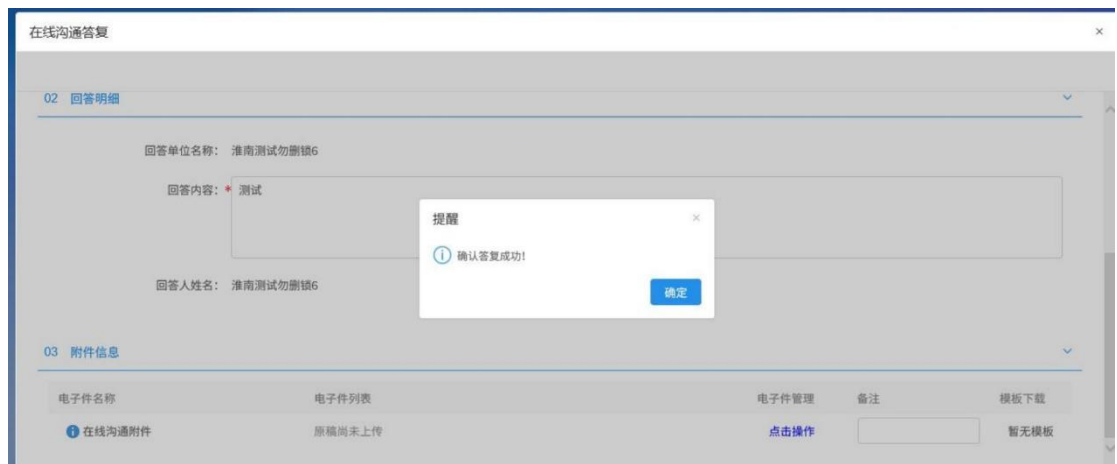 在线沟通答复 ×
02 回答明细
回答单位名称： 淮南测试勿删锁6
回答内容：* 测试
提醒 ×
确认答复成功!
确定
回答人姓名： 淮南测试勿删锁6
03 附件信息
电子件名称 电子件列表 电子件管理 备注 模板下载
在线沟通附件 原稿尚未上传 点击操作 暂无模板